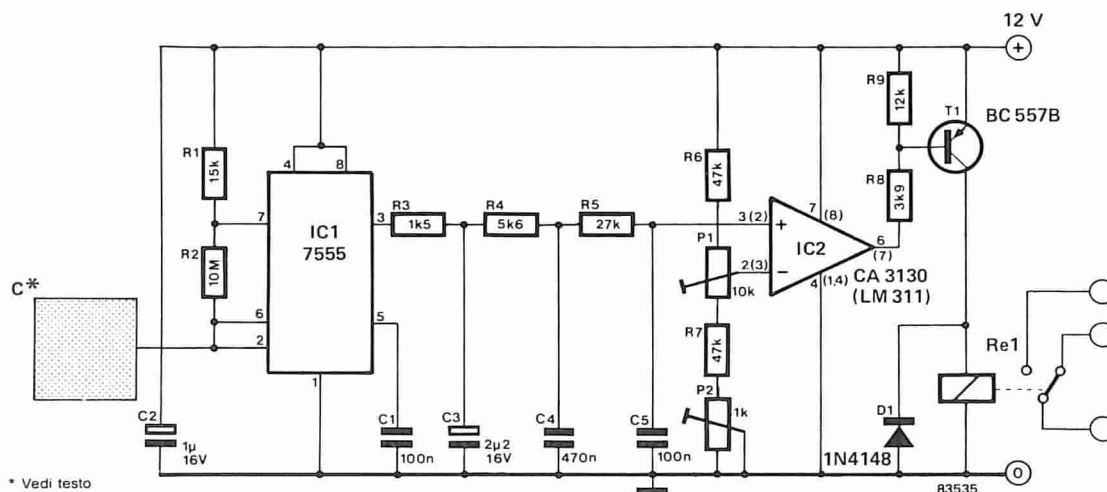 12 V
+
R9
12k
T1
BC 557B
R1
15k
4
8
R6
47k
R8
3k9
7
IC1
7555
3
R3
1k5
R4
5k6
R5
27k
3(2)
7
(8)
+
IC2
6
(7)
R2
10M
P1
10k
2(3)
−
4
(1,4)
CA 3130
(LM 311)
C*
6
2
5
R7
47k
Re1
1
P2
1k
C2
1µ
16V
C1
100n
C3
2µ2
16V
C4
470n
C5
100n
D1
1N4148
0
* Vedi testo
83535